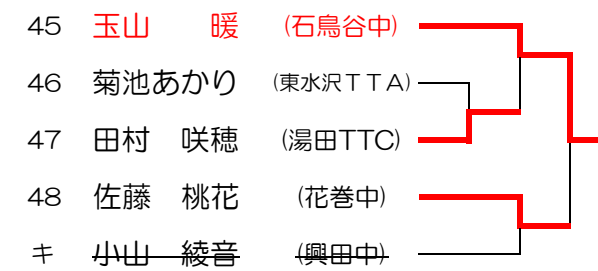 45 玉山 暖 (石鳥谷中)
46 菊池あかり (東水沢ＴＴＡ)
47 田村 咲穂 (湯田TTC)
48 佐藤 桃花 (花巻中)
キ 小山 綾音 (興田中)